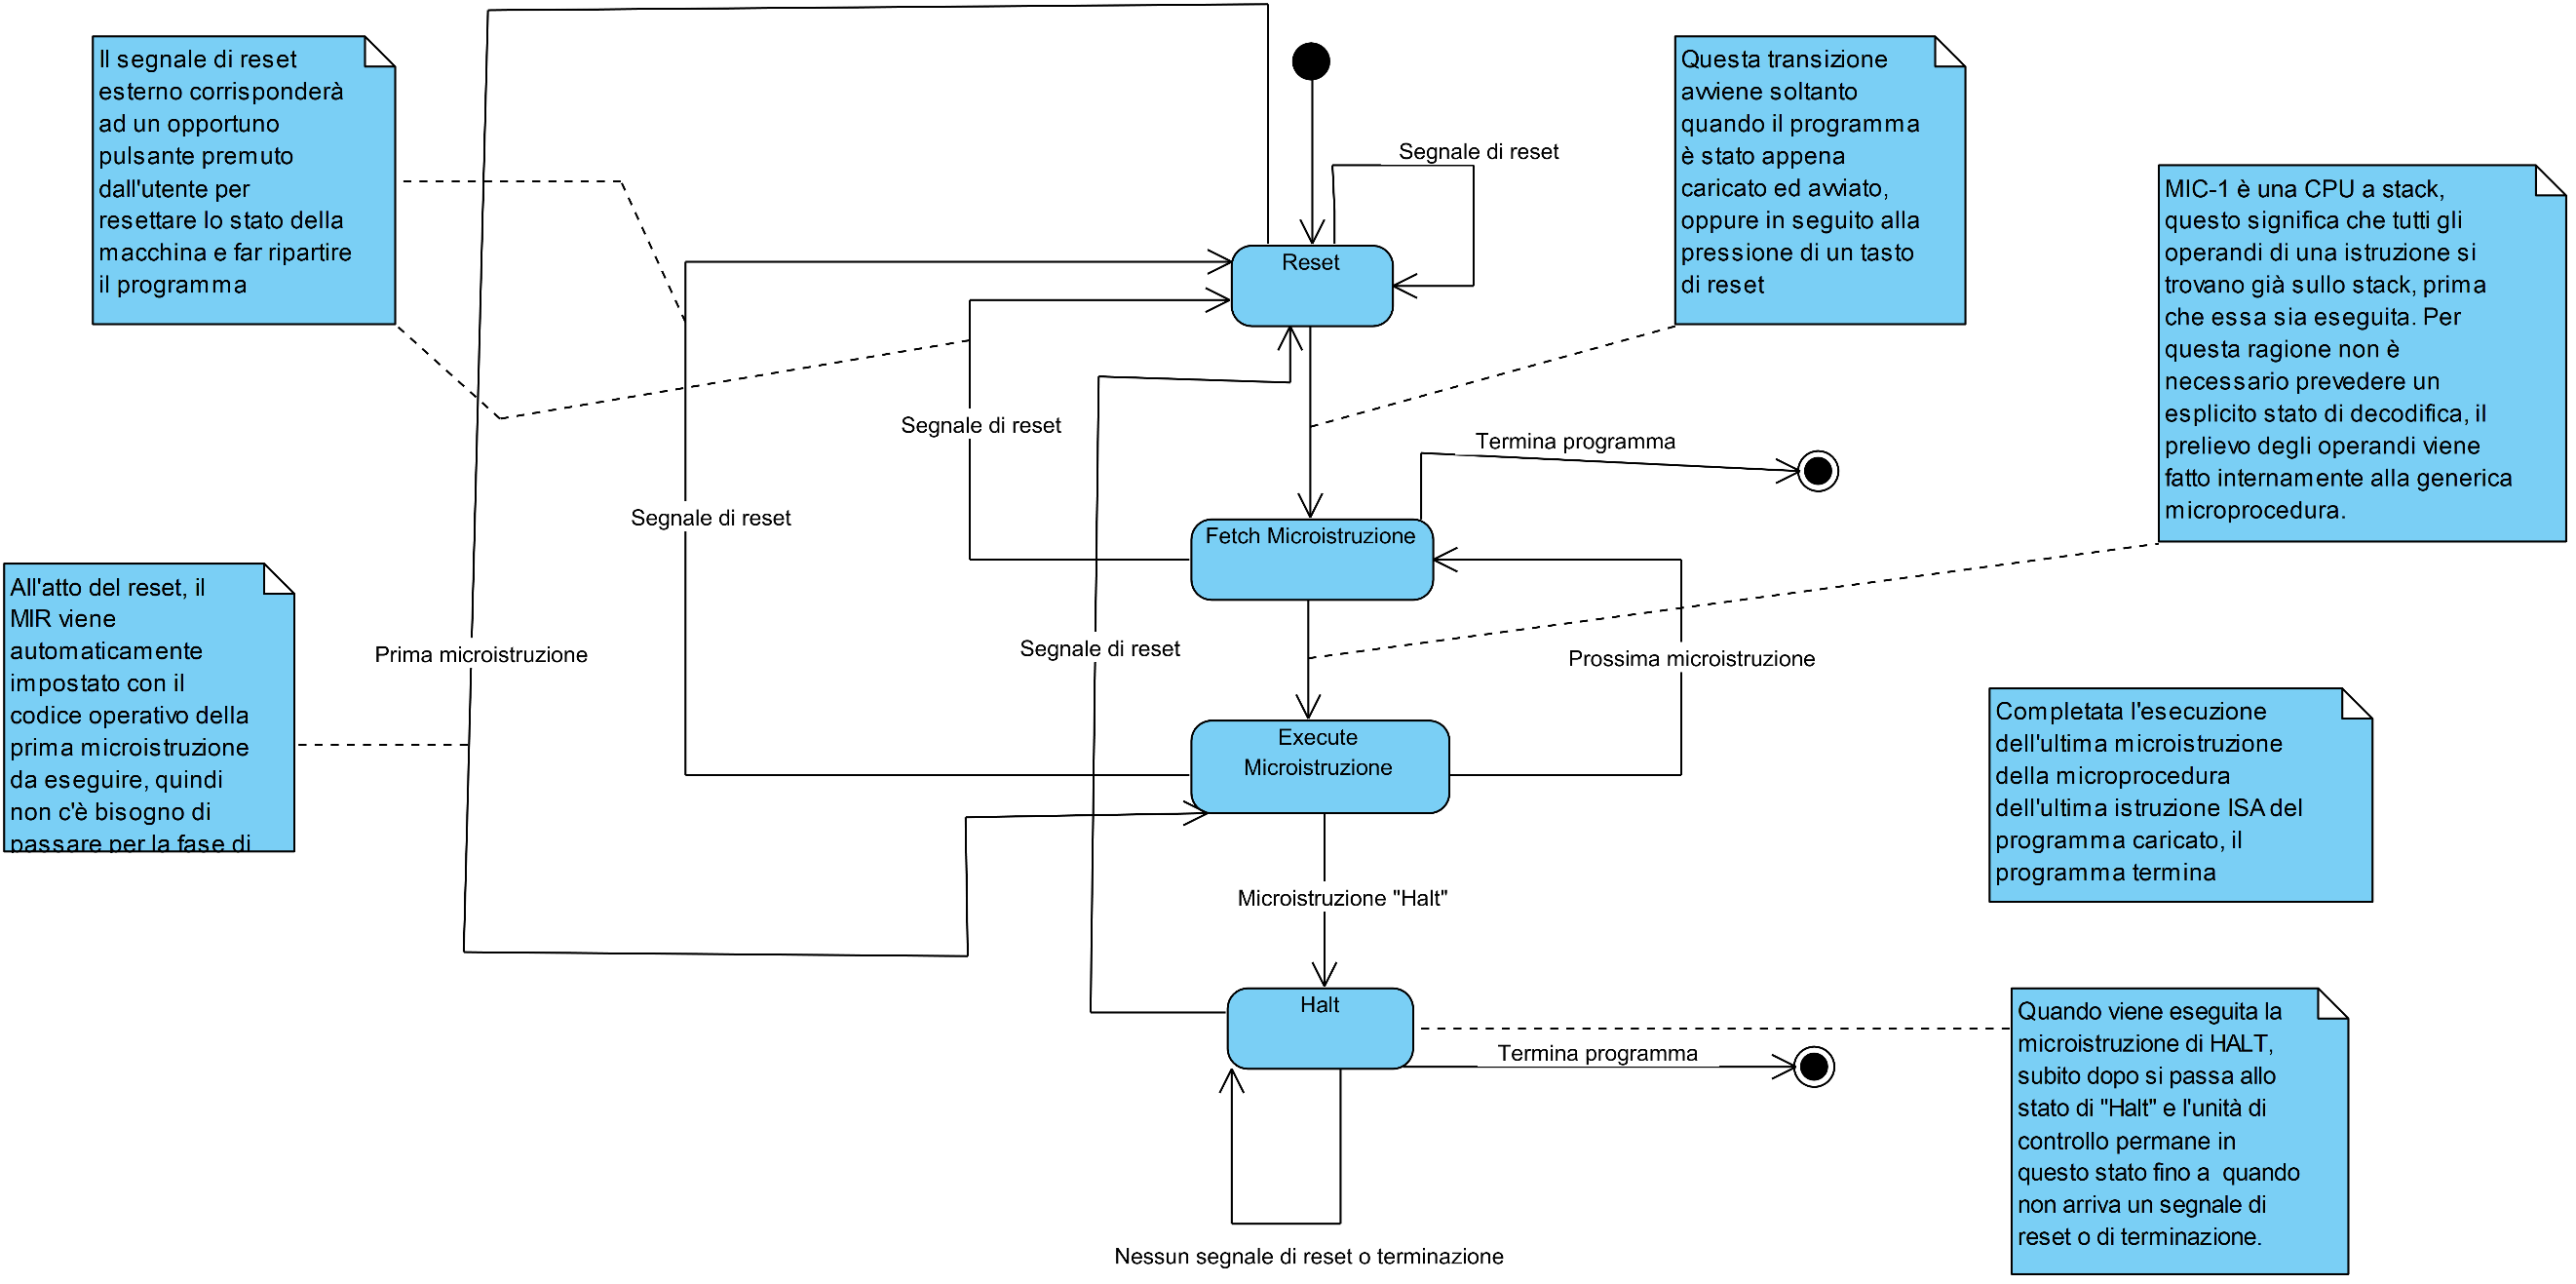 Il segnale di reset
esterno corrisponderà
ad un opportuno
pulsante premuto
dall'utente per
resettare lo stato della
macchina e far ripartire
il programma
Questa transizione
avviene soltanto
quando il programma
è stato appena
caricato ed avviato,
oppure in seguito alla
pressione di un tasto
di reset
Segnale di reset
MIC-1 è una CPU a stack,
questo significa che tutti gli
operandi di una istruzione si
trovano già sullo stack, prima
che essa sia eseguita. Per
questa ragione non è
necessario prevedere un
esplicito stato di decodifica, il
prelievo degli operandi viene
fatto internamente alla generica
microprocedura.
Reset
Segnale di reset
Termina programma
Segnale di reset
Fetch Microistruzione
All'atto del reset, il
MIR viene
automaticamente
impostato con il
codice operativo della
prima microistruzione
da eseguire, quindi
non c'è bisogno di
passare per la fase di
Prima microistruzione
Segnale di reset
Prossima microistruzione
Execute
Microistruzione
Completata l'esecuzione
dell'ultima microistruzione
della microprocedura
dell'ultima istruzione ISA del
programma caricato, il
programma termina
Microistruzione "Halt"
Halt
Termina programma
Quando viene eseguita la
microistruzione di HALT,
subito dopo si passa allo
stato di "Halt" e l'unità di
controllo permane in
questo stato fino a  quando
non arriva un segnale di
reset o di terminazione.
Nessun segnale di reset o terminazione